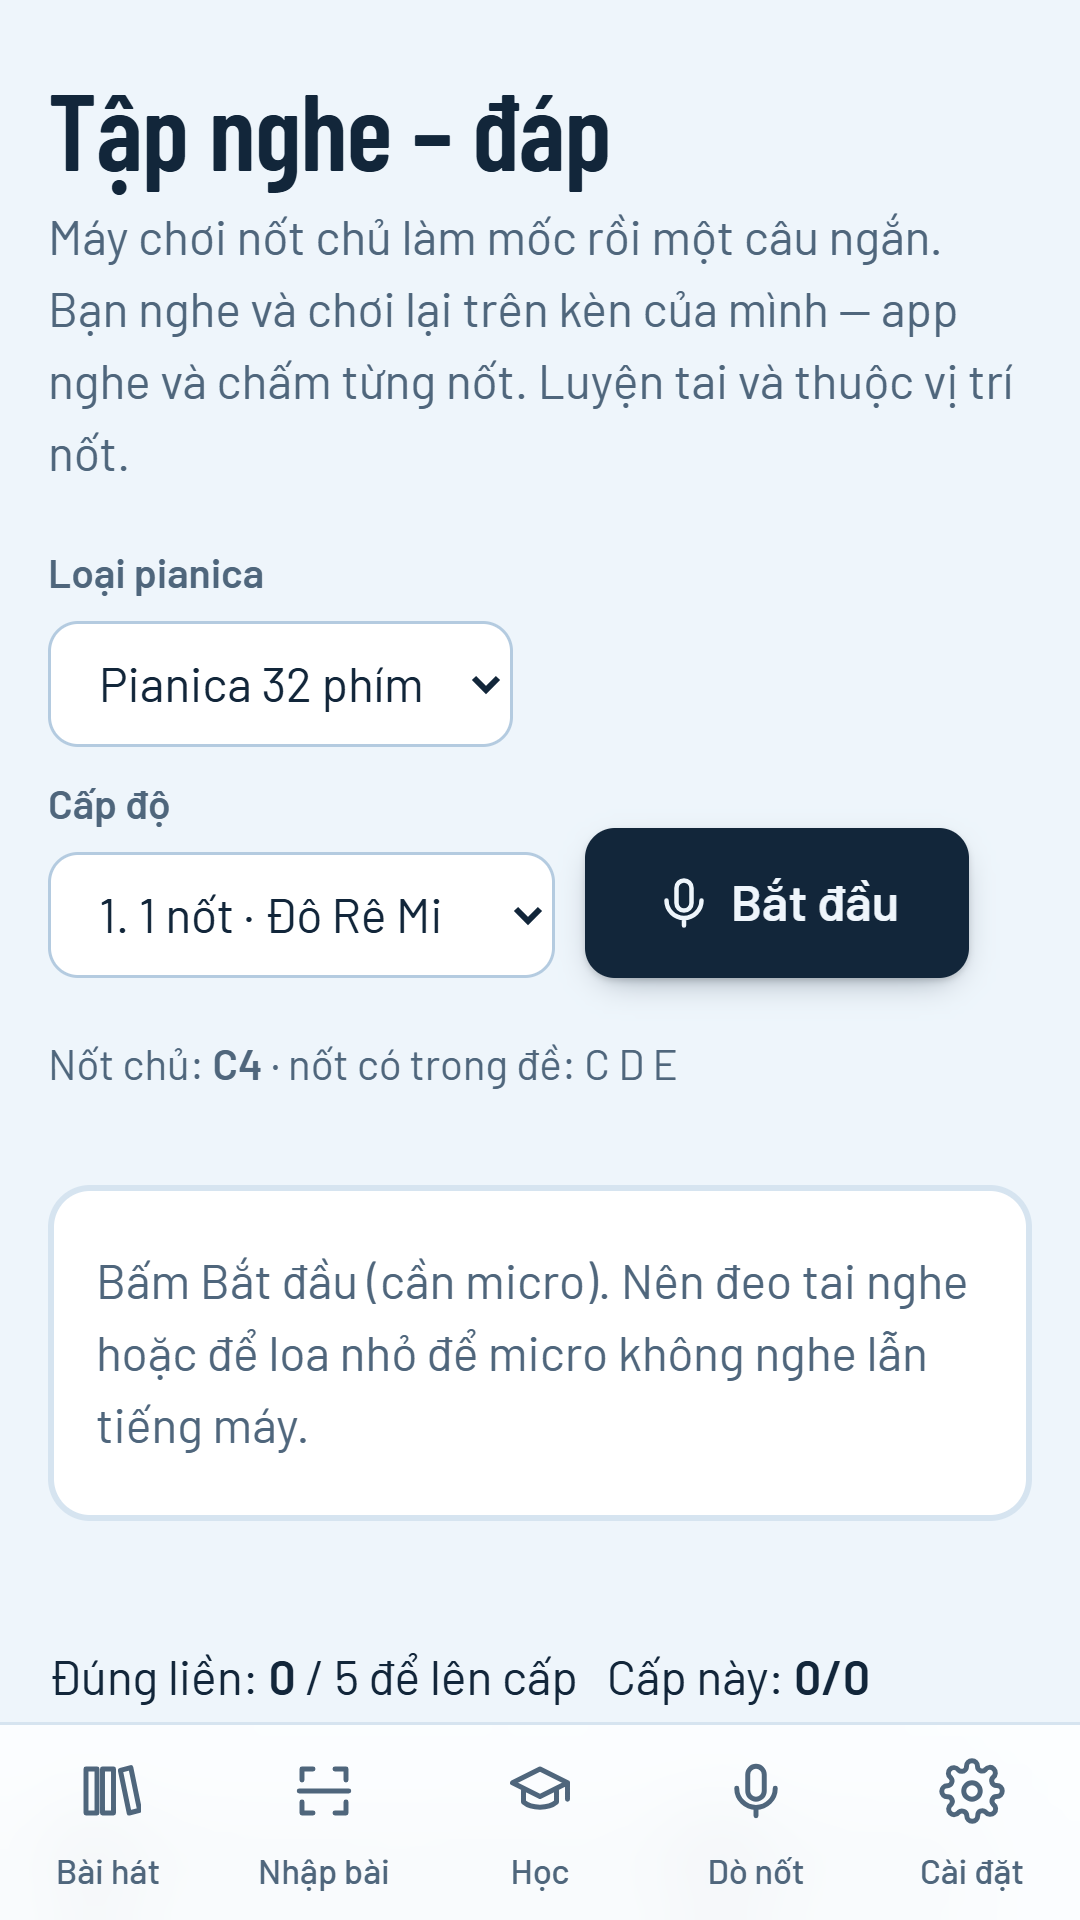 Tập nghe – đáp
Máy chơi nốt chủ làm mốc rồi một câu ngắn.
Bạn nghe và chơi lại trên kèn của mình — app
nghe và chấm từng nốt. Luyện tai và thuộc vị trí
nốt.
Loại pianica
Pianica 32 phím
Cấp độ
1. 1 nốt · Đô Rê Mi
Bắt đầu
Nốt chủ: C4 · nốt có trong đề: C D E
Bấm Bắt đầu (cần micro). Nên đeo tai nghe
hoặc để loa nhỏ để micro không nghe lẫn
tiếng máy.
Đúng liền: 0 / 5 để lên cấp Cấp này: 0/0
Bài hát Nhập bài Học Dò nốt Cài đặt